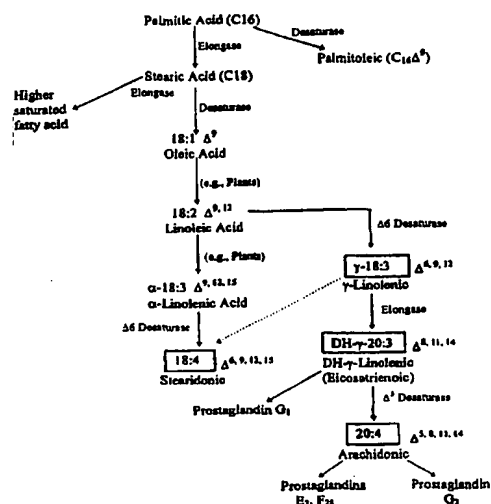 Palmitic Acid (C16)
Desaturase
Elongase
Palmitoleic (C16Δ9)
Stearic Acid (C18)
Elongase
Higher
saturated
fatty acid
Desaturase
18:1 Δ9
Oleic Acid
(e.g., Plants)
18:2 Δ9, 12
Linoleic Acid
Δ6 Desaturase
(e.g., Plants)
γ-18:3 Δ6, 9, 12
γ-Linolenic
α-18:3 Δ9, 12, 15
α-Linolenic Acid
Elongase
Δ6 Desaturase
DH-γ-20:3 Δ8, 11, 14
DH-γ-Linolenic
(Eicosatrienoic)
18:4 Δ6, 9, 12, 15
Stearidonic
Δ5 Desaturase
Prostaglandin G1
20:4 Δ5, 8, 11, 14
Arachidonic
Prostaglandins
E2, F2α
Prostaglandin
G2